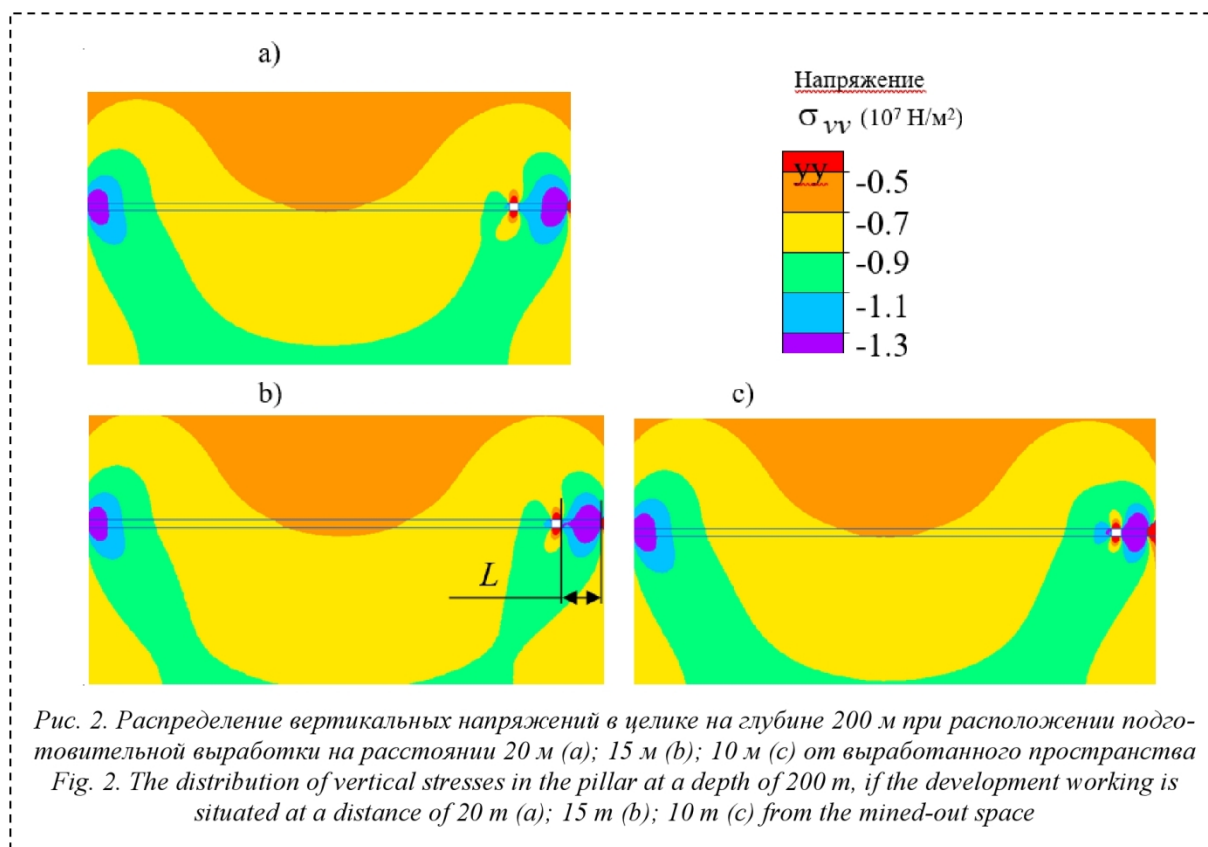 a)
Напряжение
σ yy (10⁷ Н/м²)
yy
-0.5
-0.7
-0.9
-1.1
-1.3
b)
c)
L
Рис. 2. Распределение вертикальных напряжений в целике на глубине 200 м при расположении подго-
товительной выработки на расстоянии 20 м (a); 15 м (b); 10 м (c) от выработанного пространства
Fig. 2. The distribution of vertical stresses in the pillar at a depth of 200 m, if the development working is
situated at a distance of 20 m (a); 15 m (b); 10 m (c) from the mined-out space